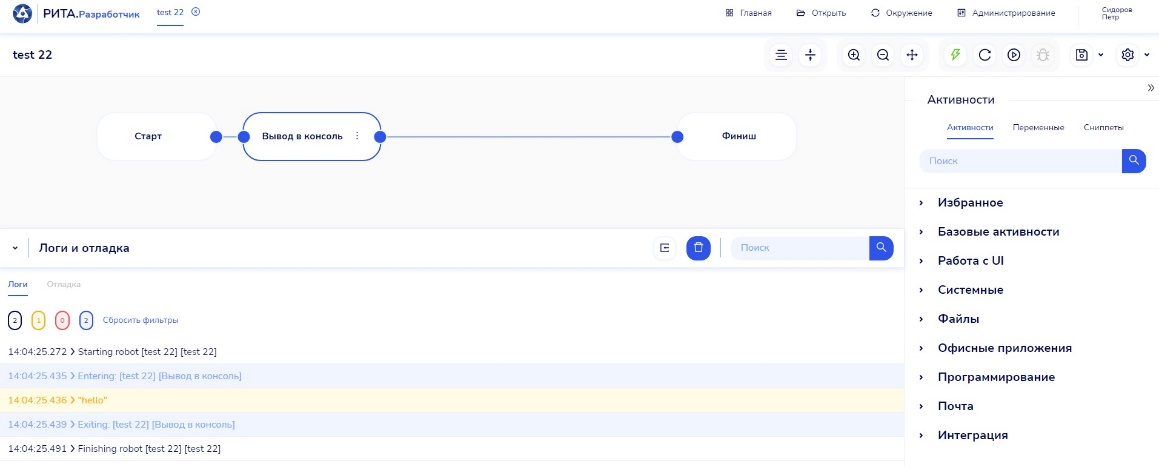 РИТА.Разработчик test 22 Главная Открыть Окружение Администрирование Сидоров
Петр
test 22
Активности
Активности Переменные Сниппеты
Поиск
Старт Вывод в консоль Финиш
Избранное
Базовые активности
Работа с UI
Системные
Файлы
Офисные приложения
Программирование
Почта
Интеграция
Логи и отладка Поиск
Логи Отладка
2 1 0 2 Сбросить фильтры
14:04:25.272 > Starting robot [test 22] [test 22]
14:04:25.435 > Entering: [test 22] [Вывод в консоль]
14:04:25.436 > "hello"
14:04:25.439 > Exiting: [test 22] [Вывод в консоль]
14:04:25.491 > Finishing robot [test 22] [test 22]